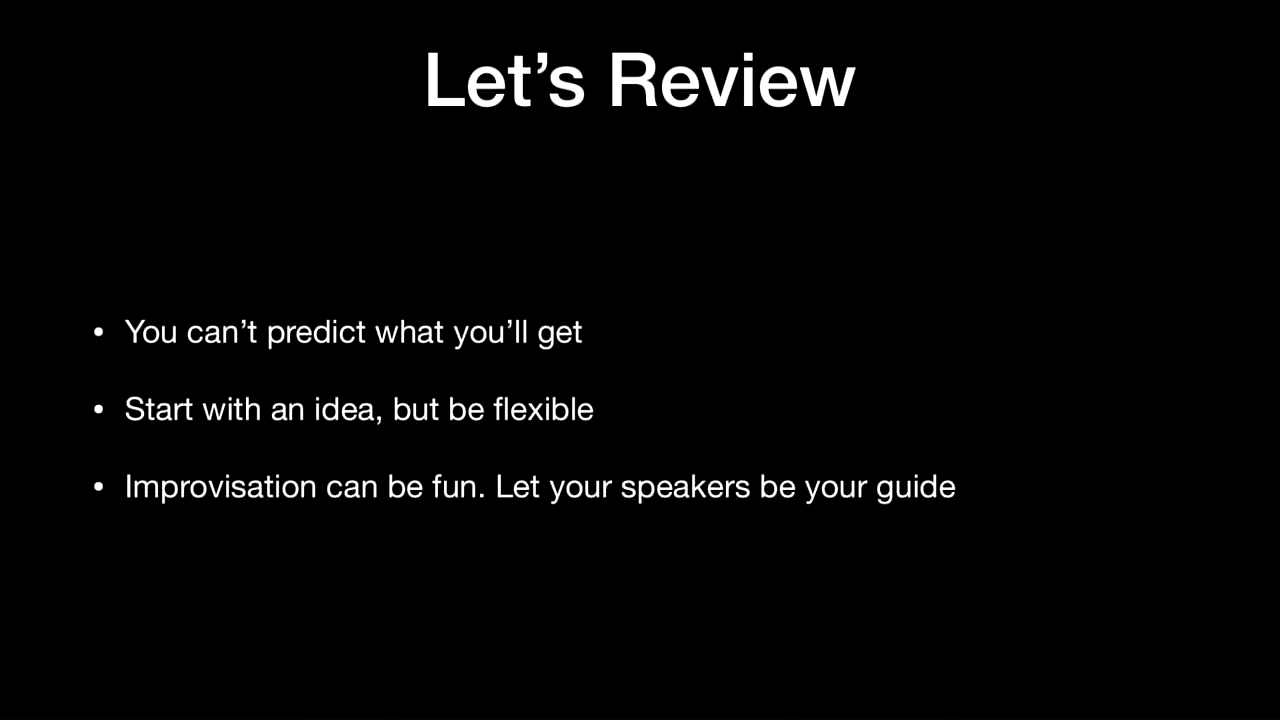 Let’s Review
• You can’t predict what you’ll get
• Start with an idea, but be flexible
• Improvisation can be fun. Let your speakers be your guide